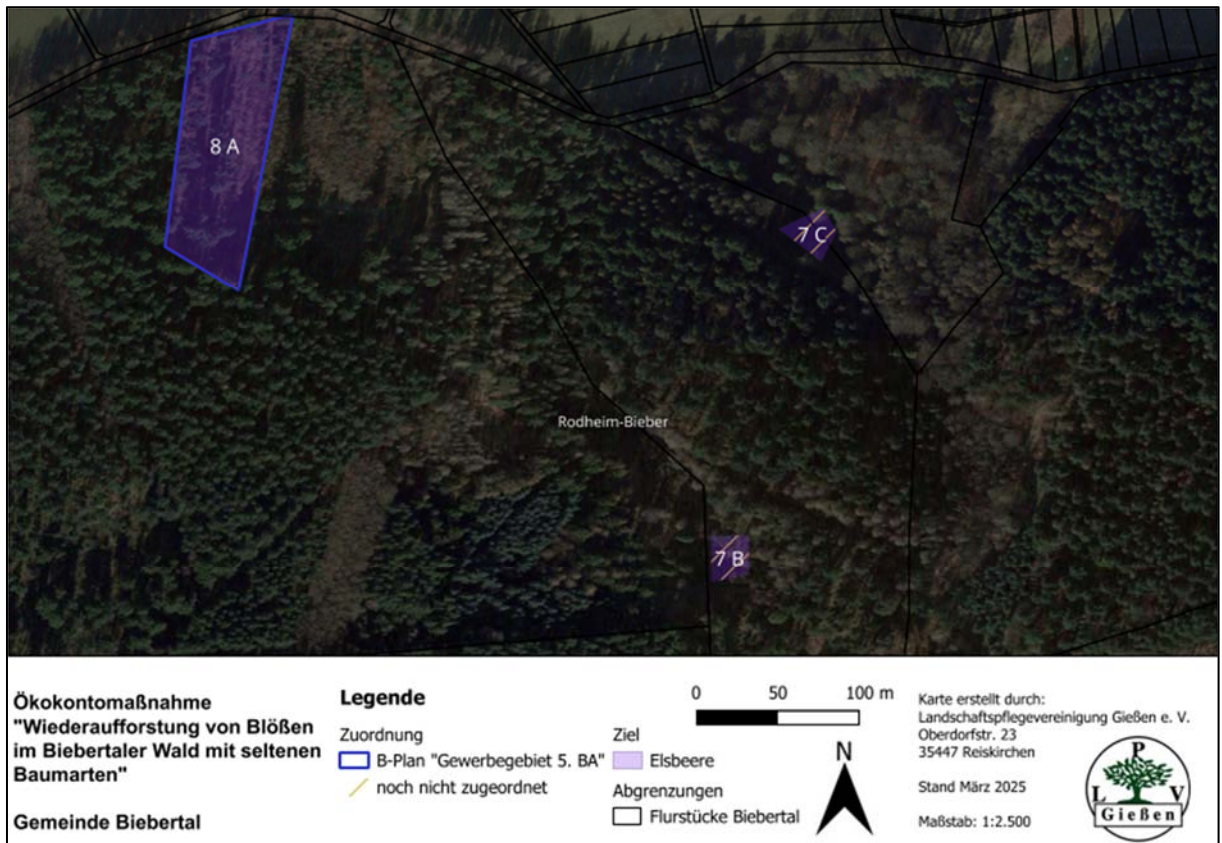 8 A
7 C
Rodheim-Bieber
7 B
Ökokontomaßnahme
"Wiederaufforstung von Blößen
im Biebertaler Wald mit seltenen
Baumarten"
Gemeinde Biebertal
Legende
Zuordnung
B-Plan "Gewerbegebiet 5. BA"
noch nicht zugeordnet
Ziel
Elsbeere
Abgrenzungen
Flurstücke Biebertal
0 50 100 m
N
Karte erstellt durch:
Landschaftspflegevereinigung Gießen e. V.
Oberdorfstr. 23
35447 Reiskirchen
Stand März 2025
Maßstab: 1:2.500
P
L V
Gießen